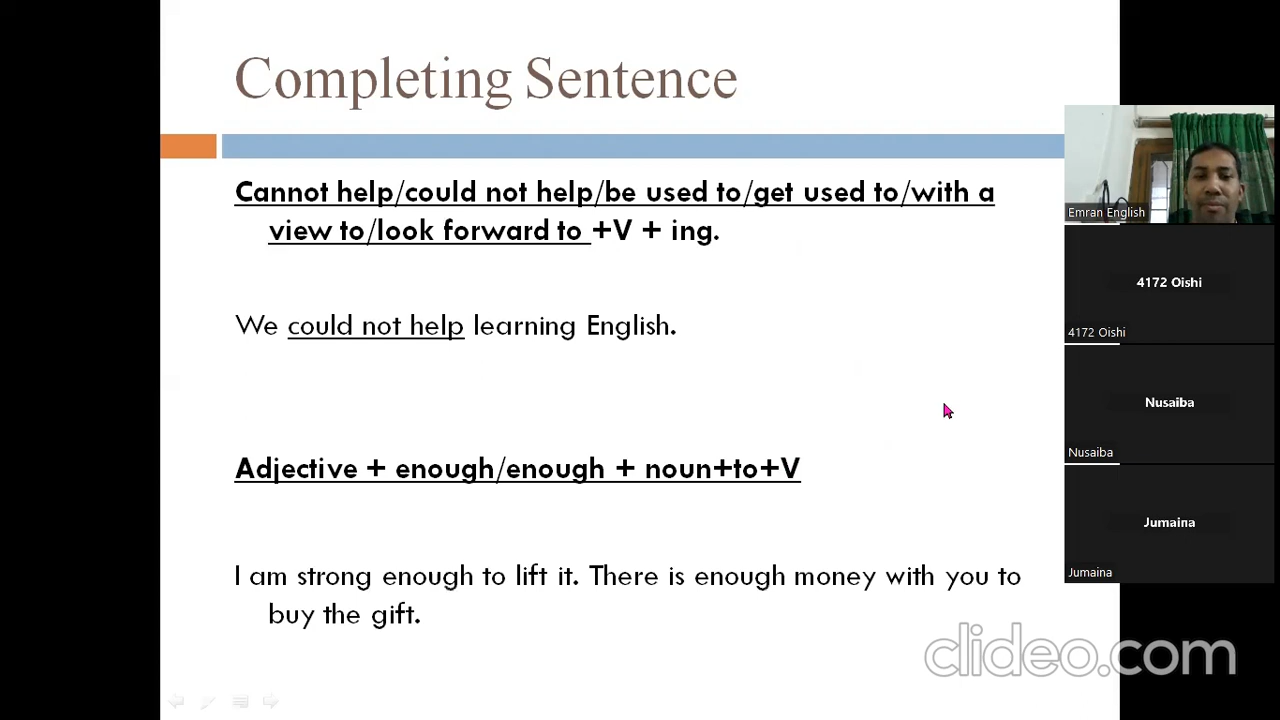 Completing Sentence
Cannot help/could not help/be used to/get used to/with a
view to/look forward to +V + ing.
We could not help learning English.
Adjective + enough/enough + noun+to+V
I am strong enough to lift it. There is enough money with you to
buy the gift.
Emran English
4172 Oishi
4172 Oishi
Nusaiba
Nusaiba
Jumaina
Jumaina
clideo.com